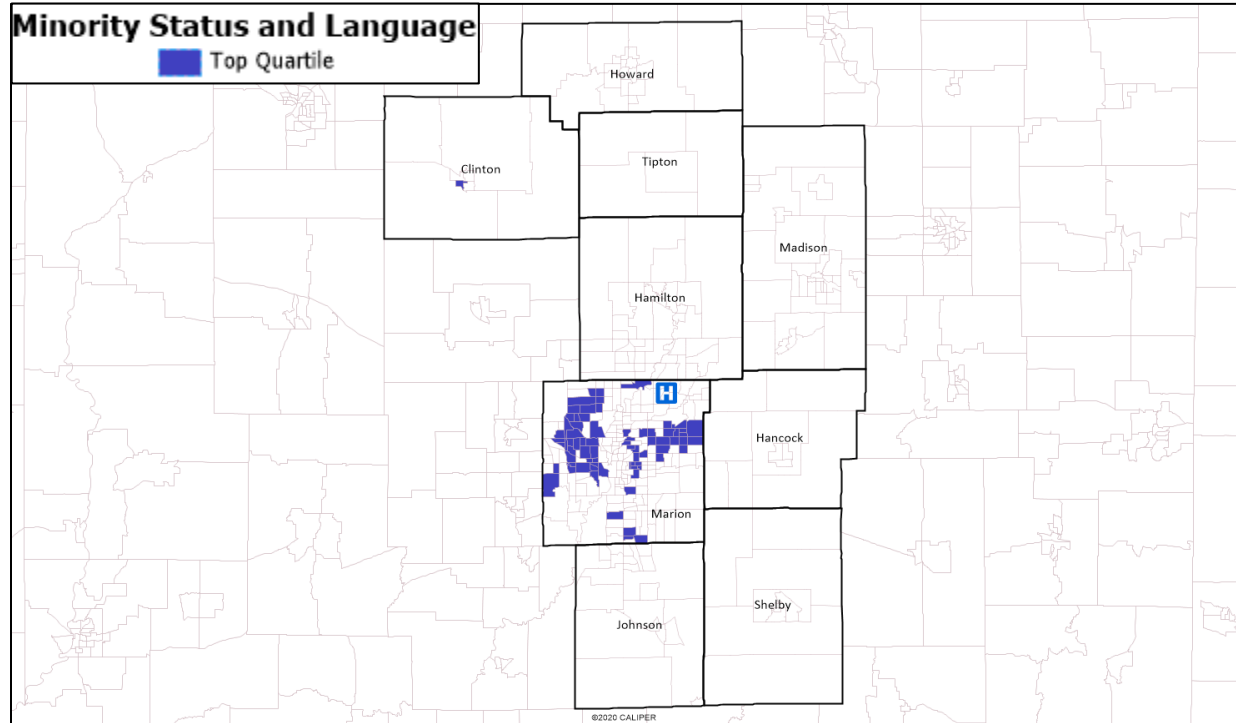 Minority Status and Language
Top Quartile
Howard
Clinton
Tipton
Madison
Hamilton
H
Hancock
Marion
Shelby
Johnson
©2020 CALIPER